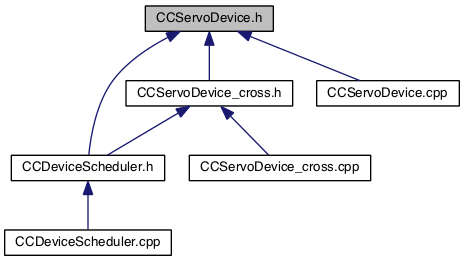 CCServoDevice.h
CCServoDevice_cross.h
CCServoDevice.cpp
CCDeviceScheduler.h
CCServoDevice_cross.cpp
CCDeviceScheduler.cpp